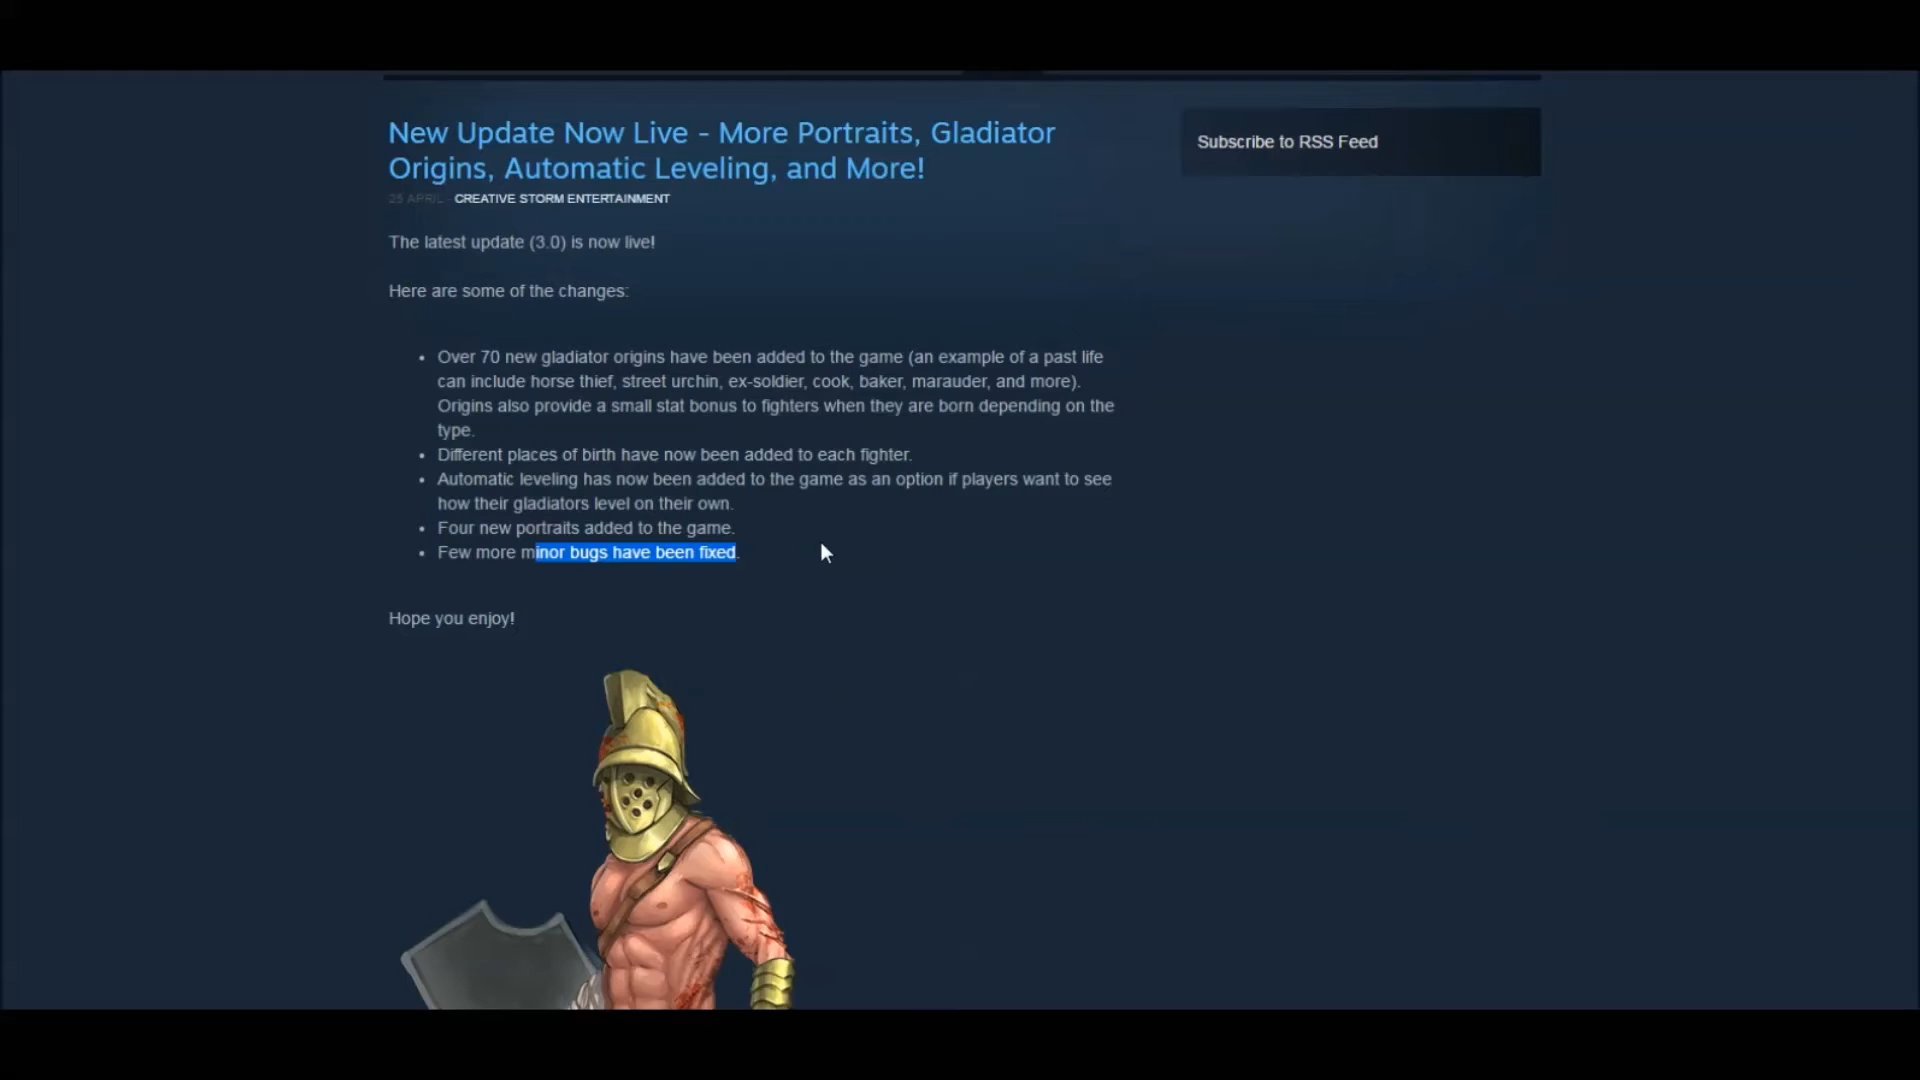 New Update Now Live - More Portraits, Gladiator
Origins, Automatic Leveling, and More!
25 APRIL - CREATIVE STORM ENTERTAINMENT
Subscribe to RSS Feed
The latest update (3.0) is now live!
Here are some of the changes:
• Over 70 new gladiator origins have been added to the game (an example of a past life
can include horse thief, street urchin, ex-soldier, cook, baker, marauder, and more).
Origins also provide a small stat bonus to fighters when they are born depending on the
type.
• Different places of birth have now been added to each fighter.
• Automatic leveling has now been added to the game as an option if players want to see
how their gladiators level on their own.
• Four new portraits added to the game.
• Few more minor bugs have been fixed.
Hope you enjoy!